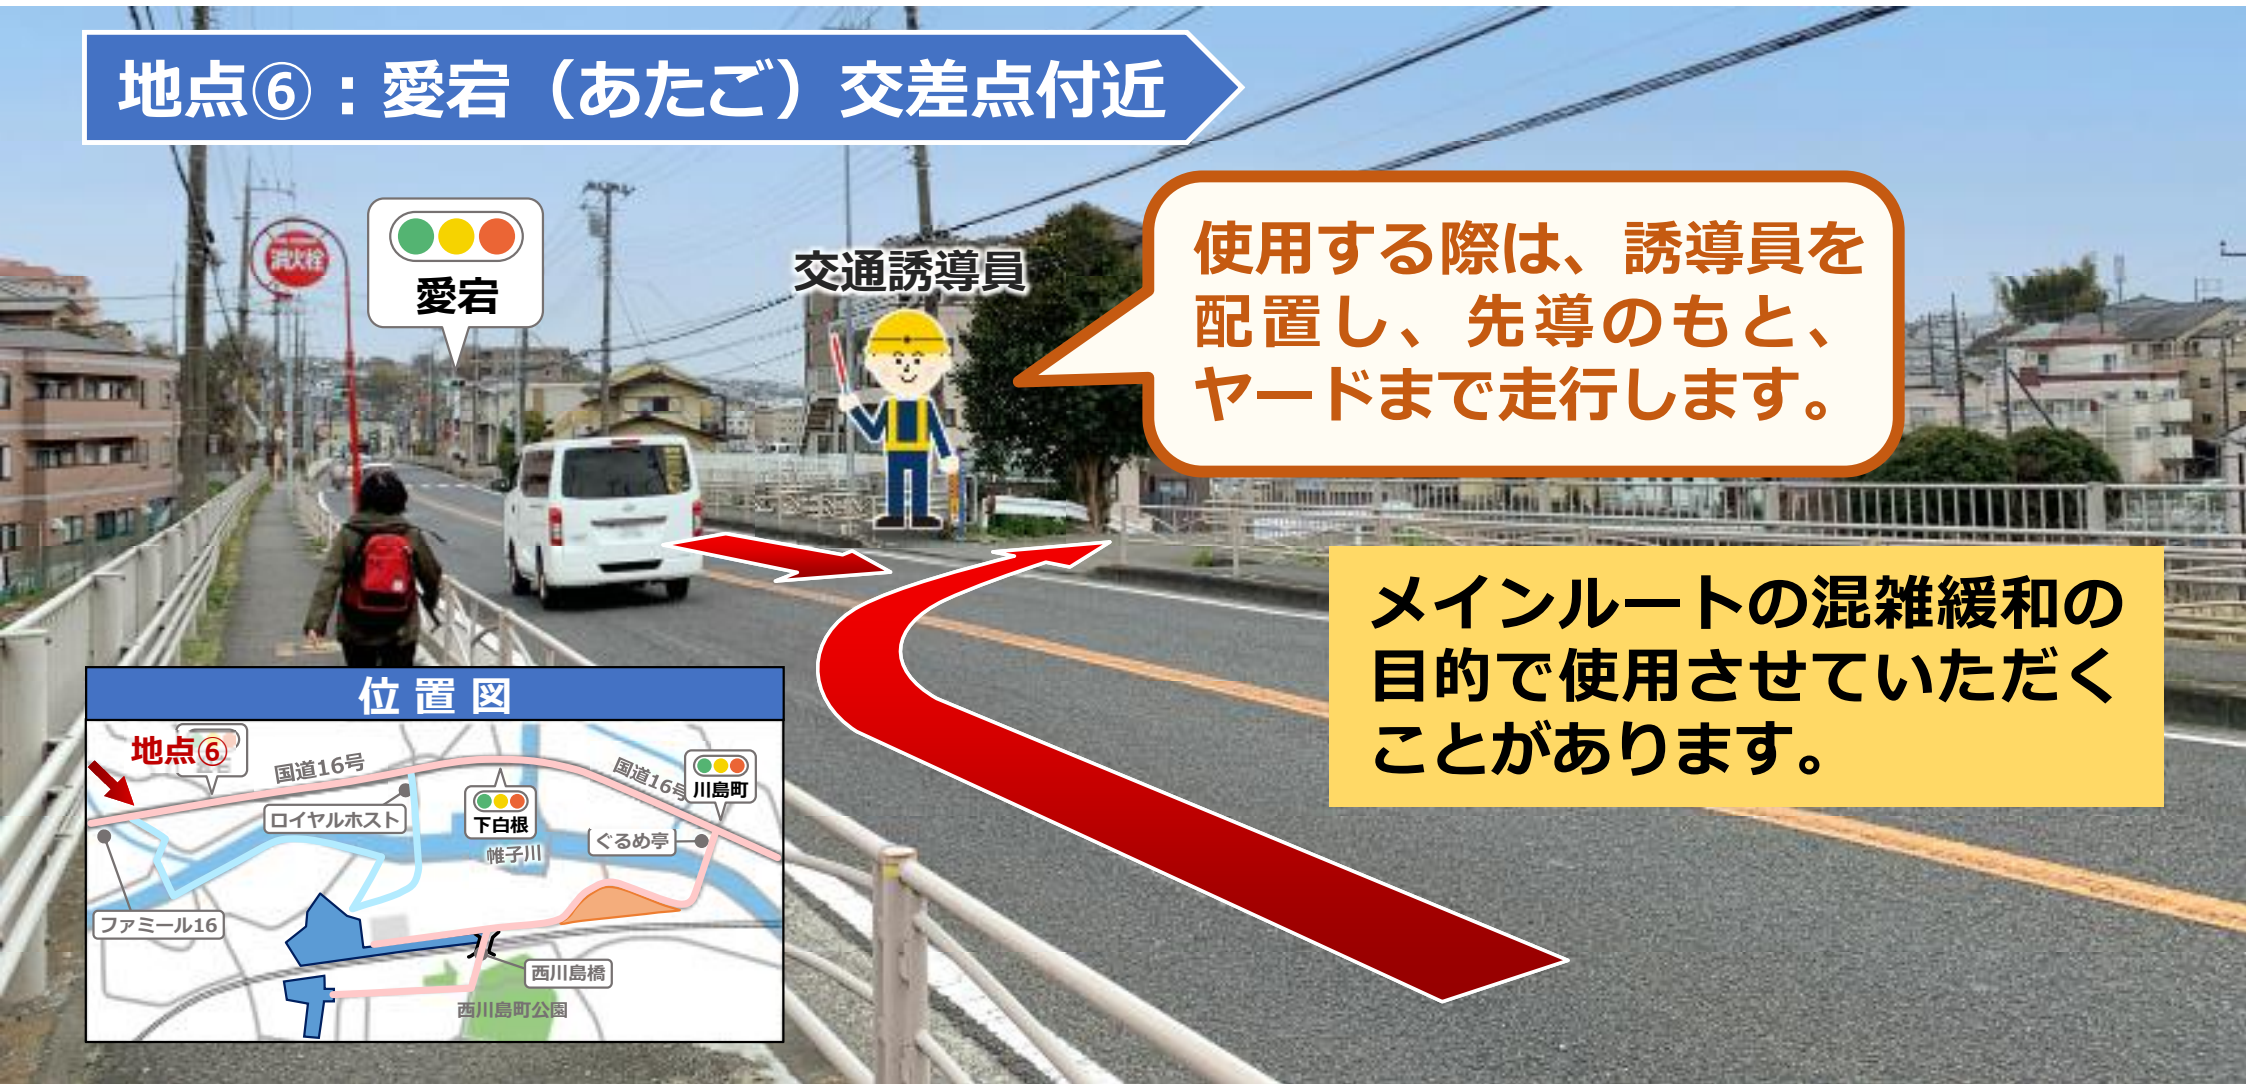 地点⑥：愛宕（あたご）交差点付近
消火栓
愛宕
交通誘導員
使用する際は、誘導員を
配置し、先導のもと、
ヤードまで走行します。
メインルートの混雑緩和の
目的で使用させていただく
ことがあります。
位置図
地点⑥
国道16号
国道16号
川島町
ロイヤルホスト
下白根
ぐるめ亭
帷子川
ファミール16
西川島橋
西川島町公園